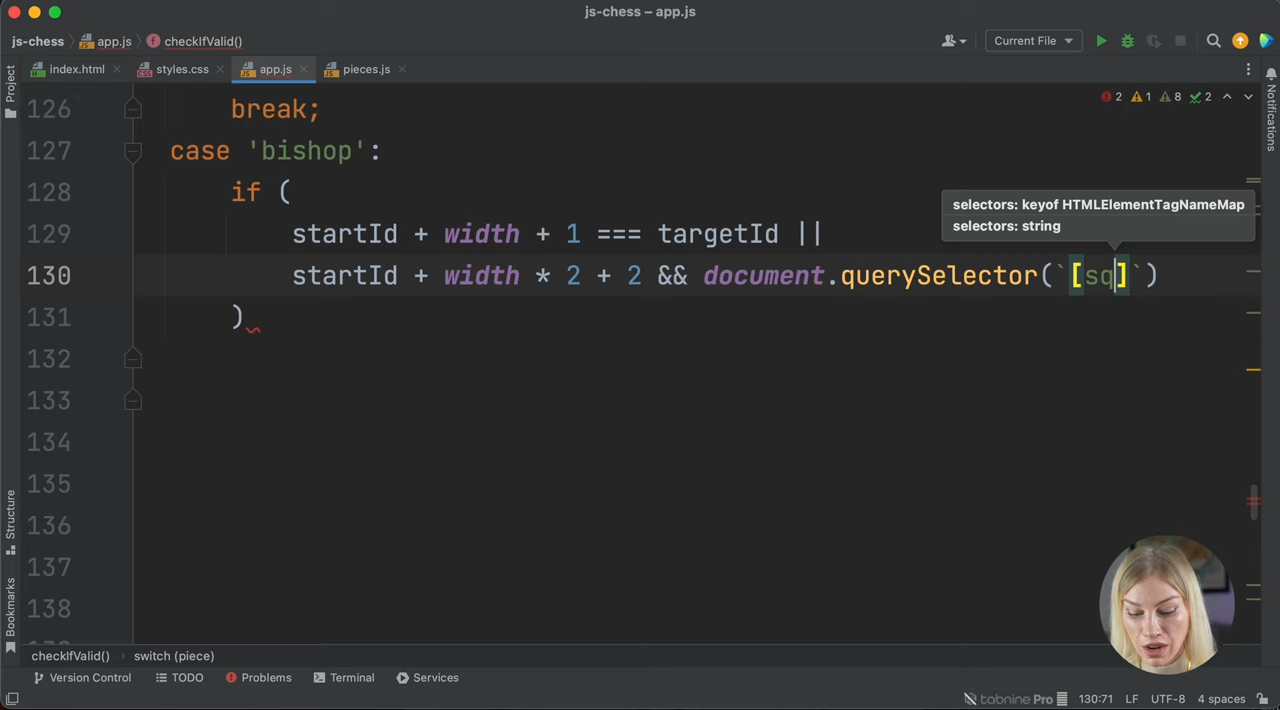 js-chess – app.js
js-chess app.js checkIfValid() Current File
index.html styles.css app.js pieces.js
Project
Notifications
Structure
Bookmarks
2 1 8 2
126 break;
127 case 'bishop':
128 if (
selectors: keyof HTMLElementTagNameMap
selectors: string
129 startId + width + 1 === targetId ||
130 startId + width * 2 + 2 && document.querySelector(`[sq]`)
131 )
132
133
134
135
136
137
138
checkIfValid() switch (piece)
Version Control TODO Problems Terminal Services
tabnine Pro 130:71 LF UTF-8 4 spaces